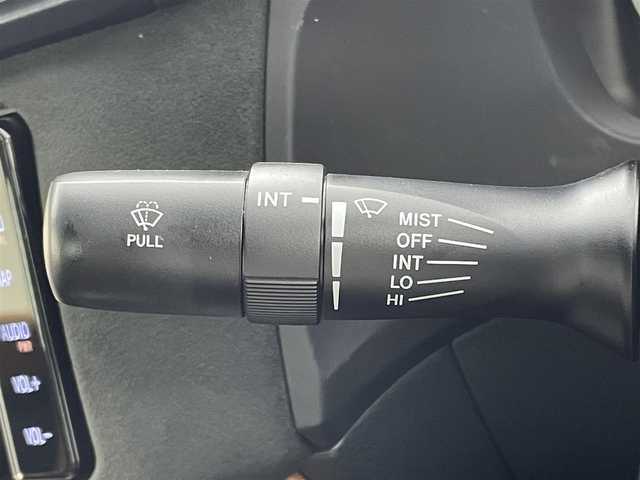 PULL
INT
MIST
OFF
INT
LO
HI
AUDIO
VOL+
VOL-